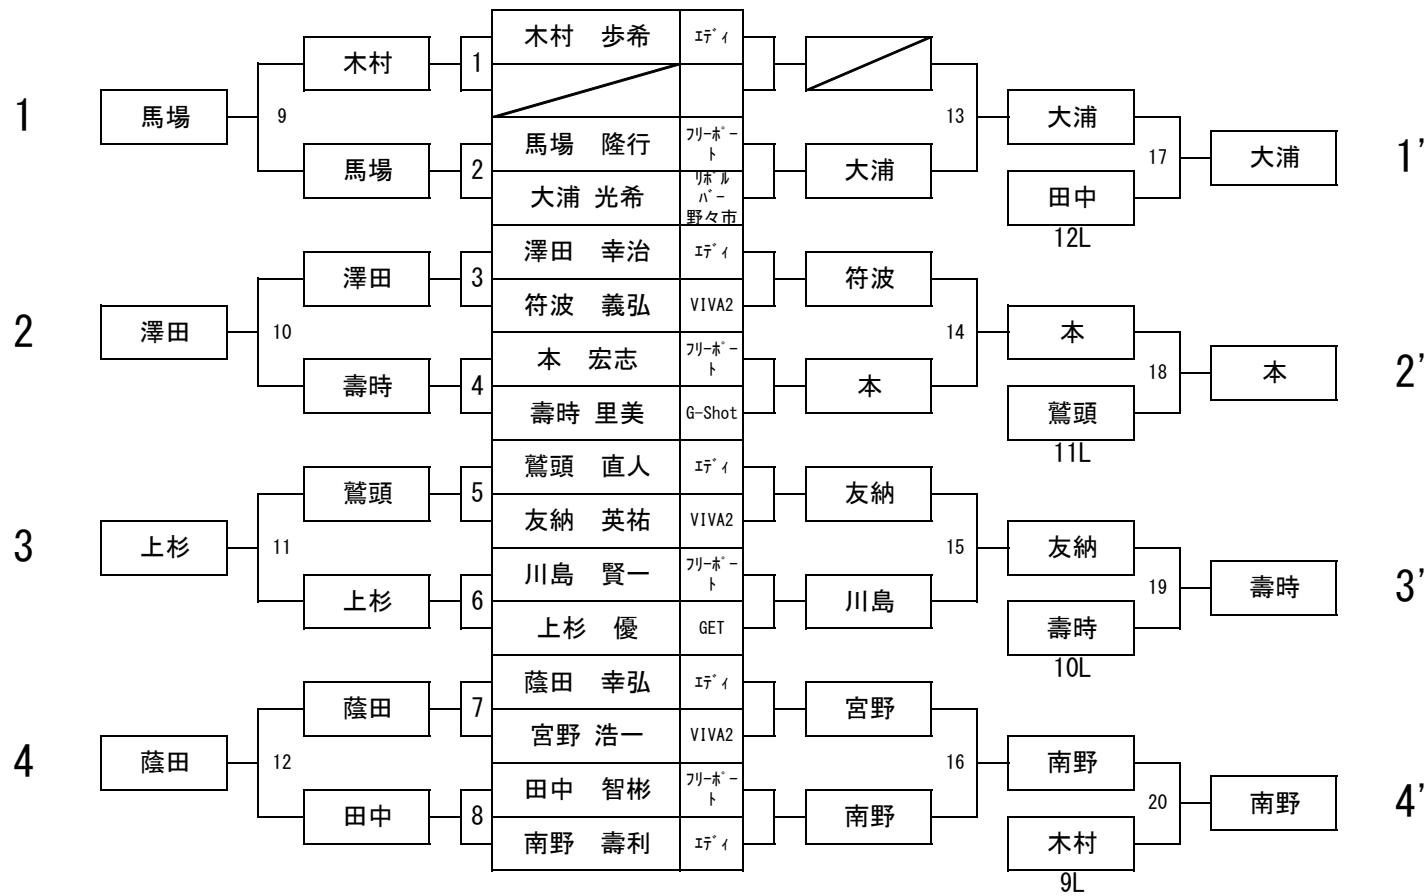 木村　歩希 ｴﾃﾞｨ
木村 1
1 馬場 9 13 大浦 17 大浦 1'
馬場　隆行 ﾌﾘｰﾎﾟｰ
ﾄ
馬場 2 大浦
大浦 光希 ﾘﾎﾞﾙ
ﾊﾞｰ
野々市
田中
12L
澤田　幸治 ｴﾃﾞｨ
澤田 3 符波
符波　義弘 VIVA2
2 澤田 10 14 本 18 本 2'
本　宏志 ﾌﾘｰﾎﾟｰ
ﾄ
壽時 4 本
壽時 里美 G-Shot
鷲頭
11L
鷲頭　直人 ｴﾃﾞｨ
鷲頭 5 友納
友納　英祐 VIVA2
3 上杉 11 15 友納 19 壽時 3'
川島　賢一 ﾌﾘｰﾎﾟｰ
ﾄ
上杉 6 川島
上杉　優 GET
壽時
10L
蔭田　幸弘 ｴﾃﾞｨ
蔭田 7 宮野
宮野 浩一 VIVA2
4 蔭田 12 16 南野 20 南野 4'
田中　智彬 ﾌﾘｰﾎﾟｰ
ﾄ
田中 8 南野
南野　壽利 ｴﾃﾞｨ
木村
9L